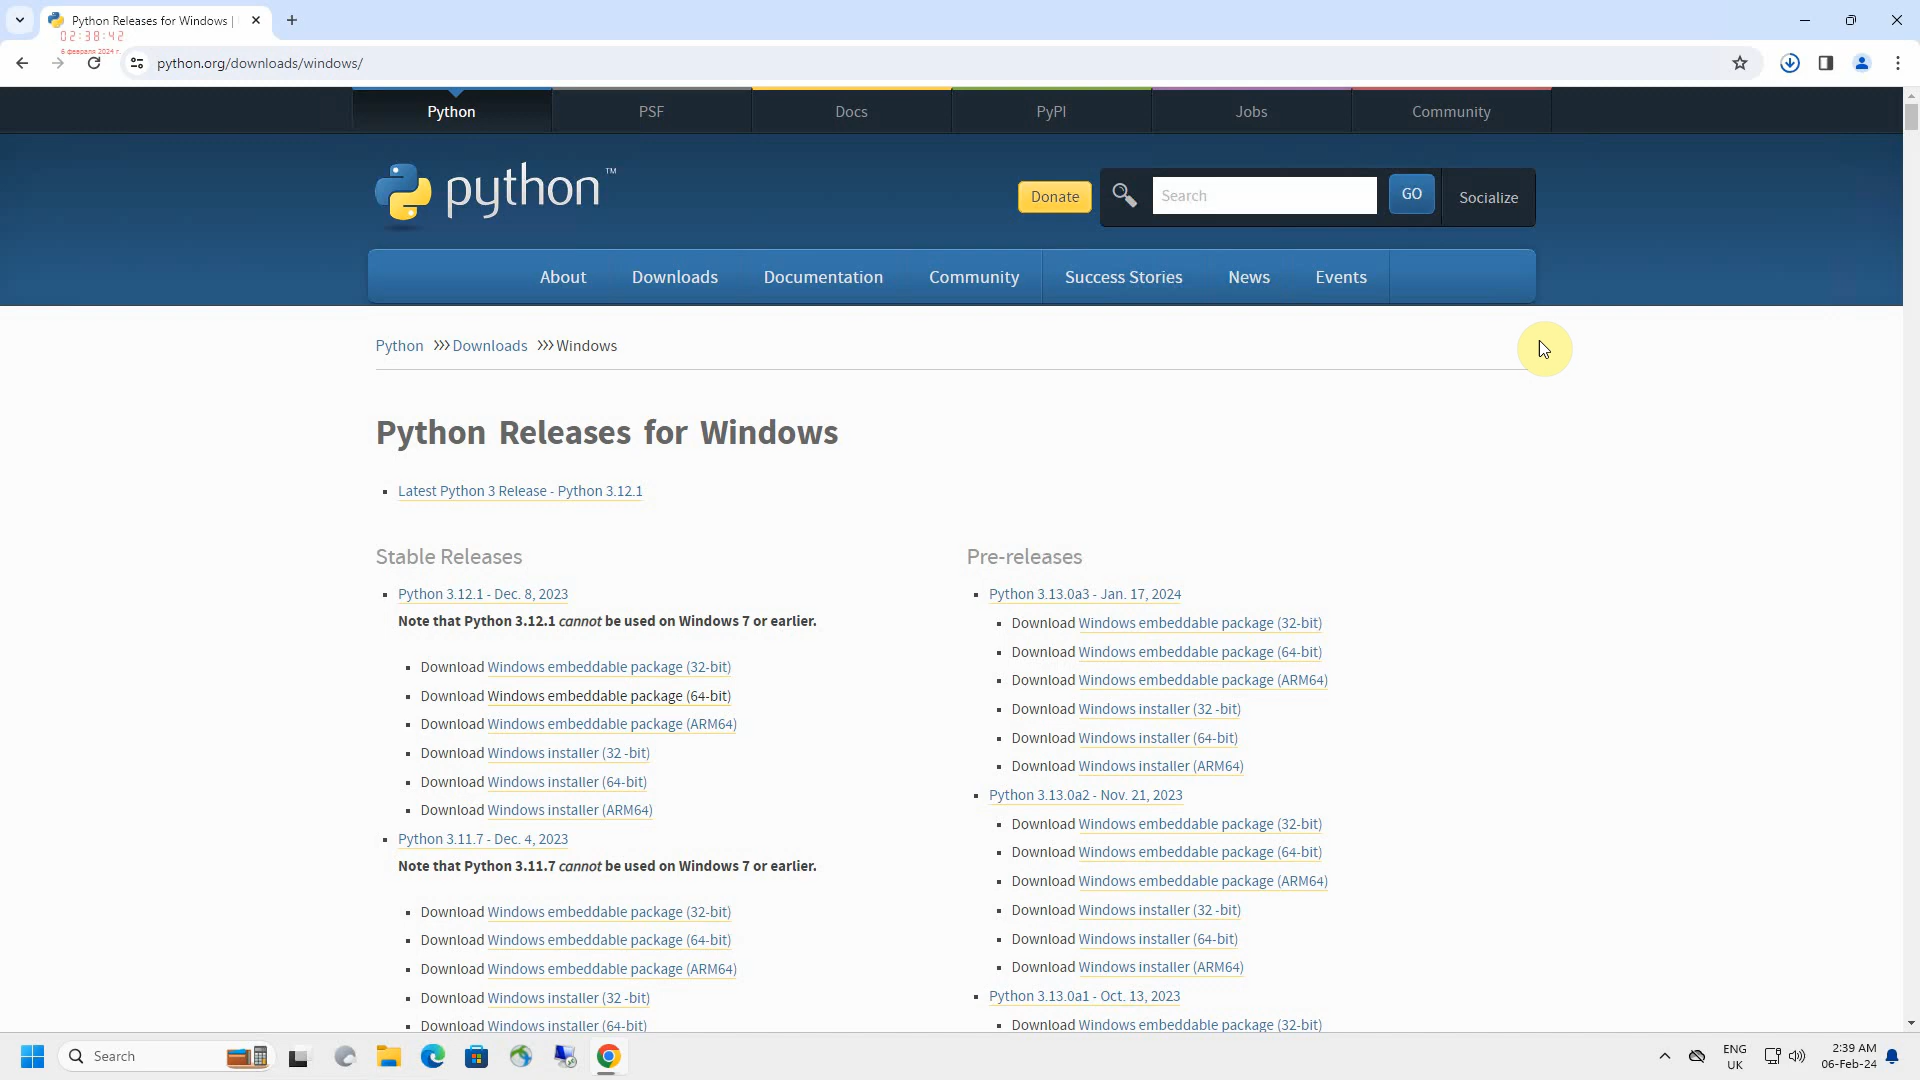 Python Releases for Windows |
02:38:42
6 февраля 2024 г.
python.org/downloads/windows/
Python PSF Docs PyPI Jobs Community
python™
Donate Search GO Socialize
About Downloads Documentation Community Success Stories News Events
Python >>> Downloads >>> Windows
Python Releases for Windows
Latest Python 3 Release - Python 3.12.1
Stable Releases
Python 3.12.1 - Dec. 8, 2023
Note that Python 3.12.1 cannot be used on Windows 7 or earlier.
Download Windows embeddable package (32-bit)
Download Windows embeddable package (64-bit)
Download Windows embeddable package (ARM64)
Download Windows installer (32 -bit)
Download Windows installer (64-bit)
Download Windows installer (ARM64)
Python 3.11.7 - Dec. 4, 2023
Note that Python 3.11.7 cannot be used on Windows 7 or earlier.
Download Windows embeddable package (32-bit)
Download Windows embeddable package (64-bit)
Download Windows embeddable package (ARM64)
Download Windows installer (32 -bit)
Download Windows installer (64-bit)
Pre-releases
Python 3.13.0a3 - Jan. 17, 2024
Download Windows embeddable package (32-bit)
Download Windows embeddable package (64-bit)
Download Windows embeddable package (ARM64)
Download Windows installer (32 -bit)
Download Windows installer (64-bit)
Download Windows installer (ARM64)
Python 3.13.0a2 - Nov. 21, 2023
Download Windows embeddable package (32-bit)
Download Windows embeddable package (64-bit)
Download Windows embeddable package (ARM64)
Download Windows installer (32 -bit)
Download Windows installer (64-bit)
Download Windows installer (ARM64)
Python 3.13.0a1 - Oct. 13, 2023
Download Windows embeddable package (32-bit)
Search
ENG
UK
2:39 AM
06-Feb-24